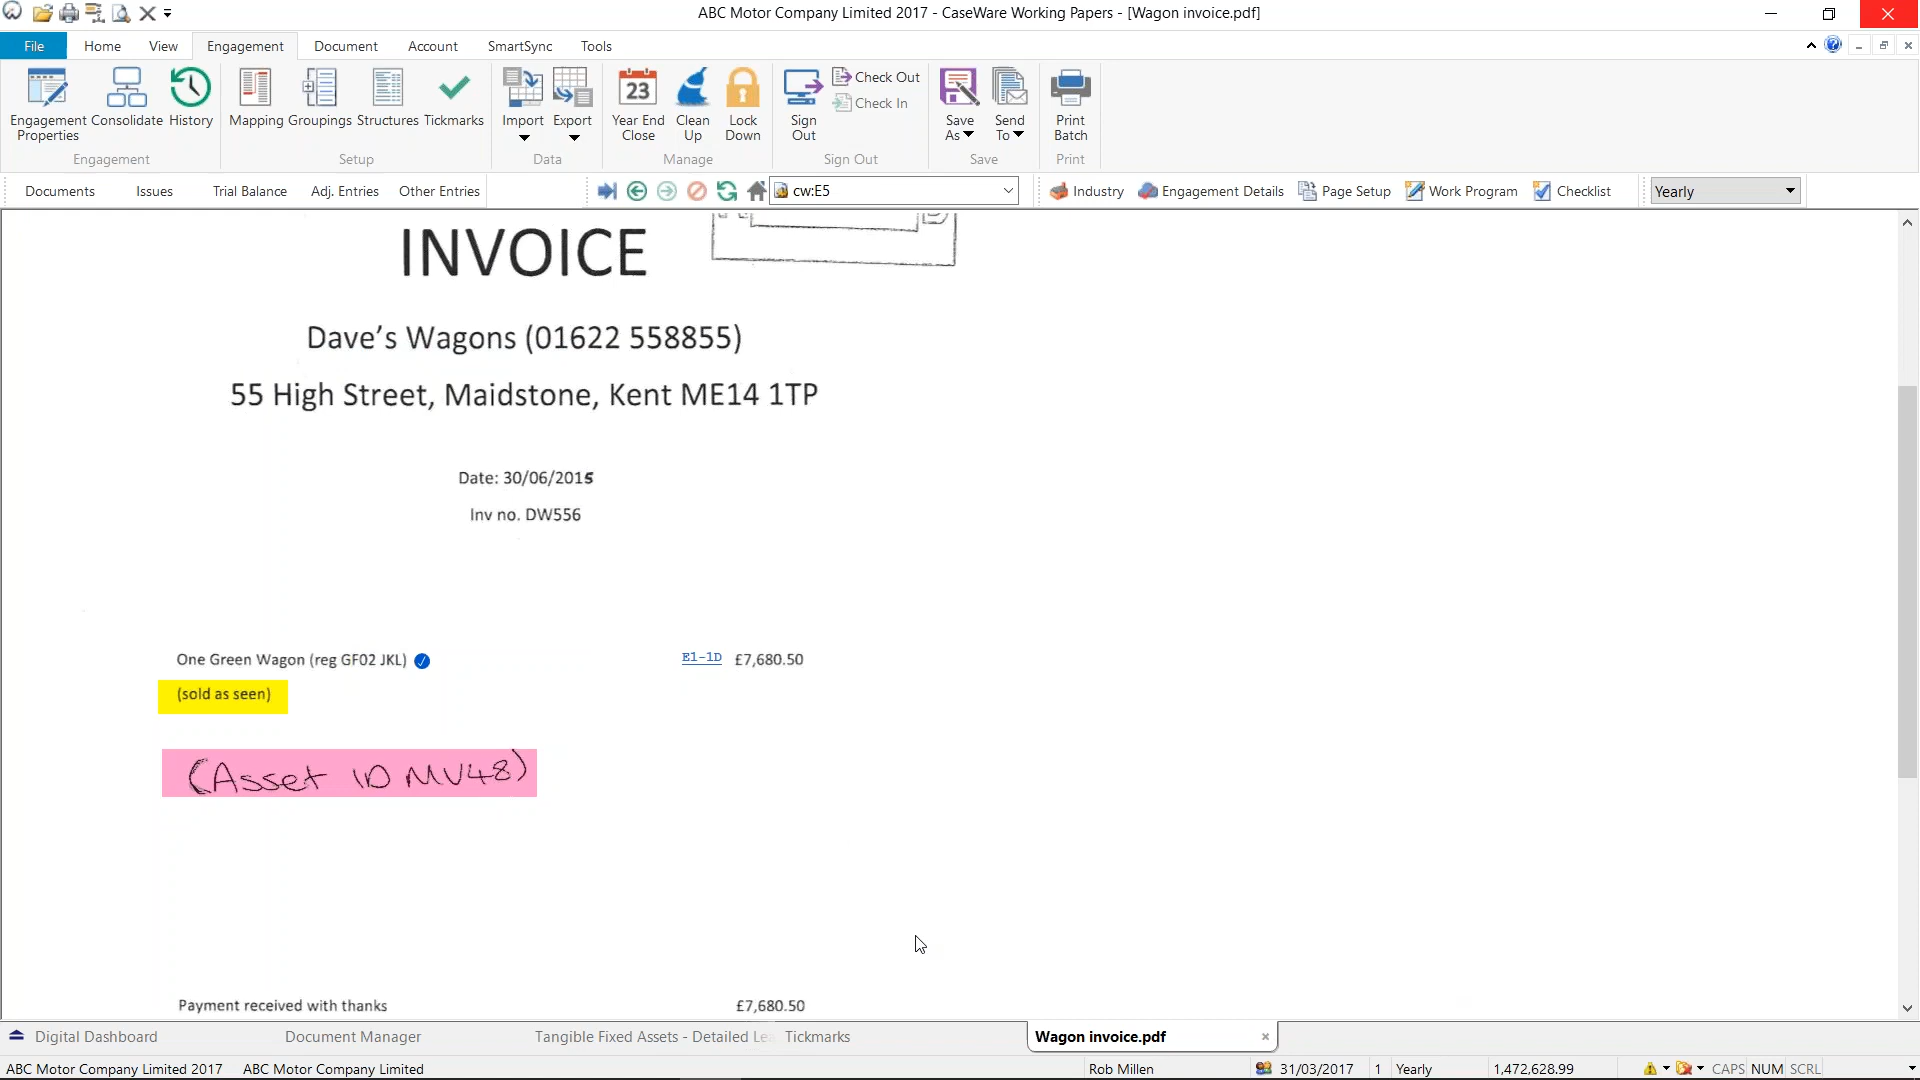 ABC Motor Company Limited 2017 - CaseWare Working Papers - [Wagon invoice.pdf]
File Home View Engagement Document Account SmartSync Tools
Engagement Properties Consolidate History
Engagement
Mapping Groupings Structures Tickmarks
Setup
Import Export
Data
23
Year End Close Clean Up Lock Down
Manage
Sign Out Check Out
Check In
Sign Out
Save As Send To
Save
Print Batch
Print
Documents Issues Trial Balance Adj. Entries Other Entries cw:E5 Industry Engagement Details Page Setup Work Program Checklist Yearly
INVOICE
Dave's Wagons (01622 558855)
55 High Street, Maidstone, Kent ME14 1TP
Date: 30/06/2015
Inv no. DW556
One Green Wagon (reg GF02 JKL) E1-1D £7,680.50
(sold as seen)
(Asset ID MV48)
Payment received with thanks £7,680.50
Digital Dashboard Document Manager Tangible Fixed Assets - Detailed Le Tickmarks Wagon invoice.pdf
ABC Motor Company Limited 2017 ABC Motor Company Limited Rob Millen 31/03/2017 1 Yearly 1,472,628.99 CAPS NUM SCRL